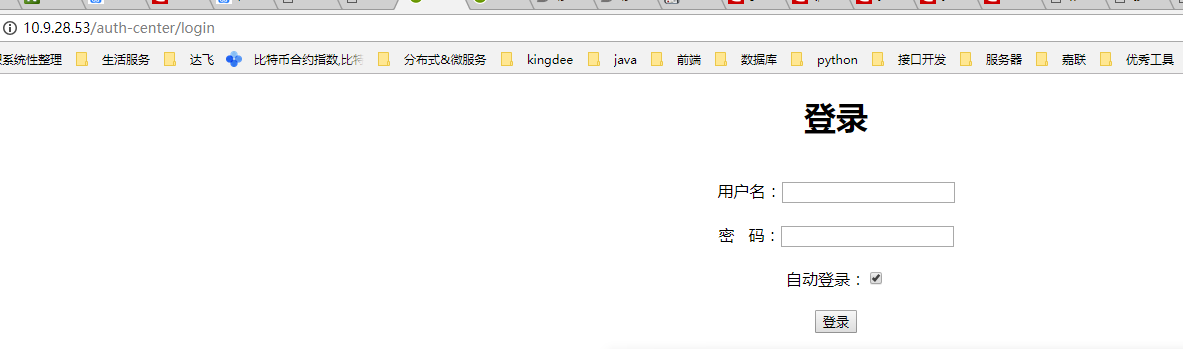 10.9.28.53/auth-center/login
系统性整理 生活服务 达飞 比特币合约指数,比特 分布式&微服务 kingdee java 前端 数据库 python 接口开发 服务器 嘉联 优秀工具
登录
用户名：
密 码：
自动登录：
登录